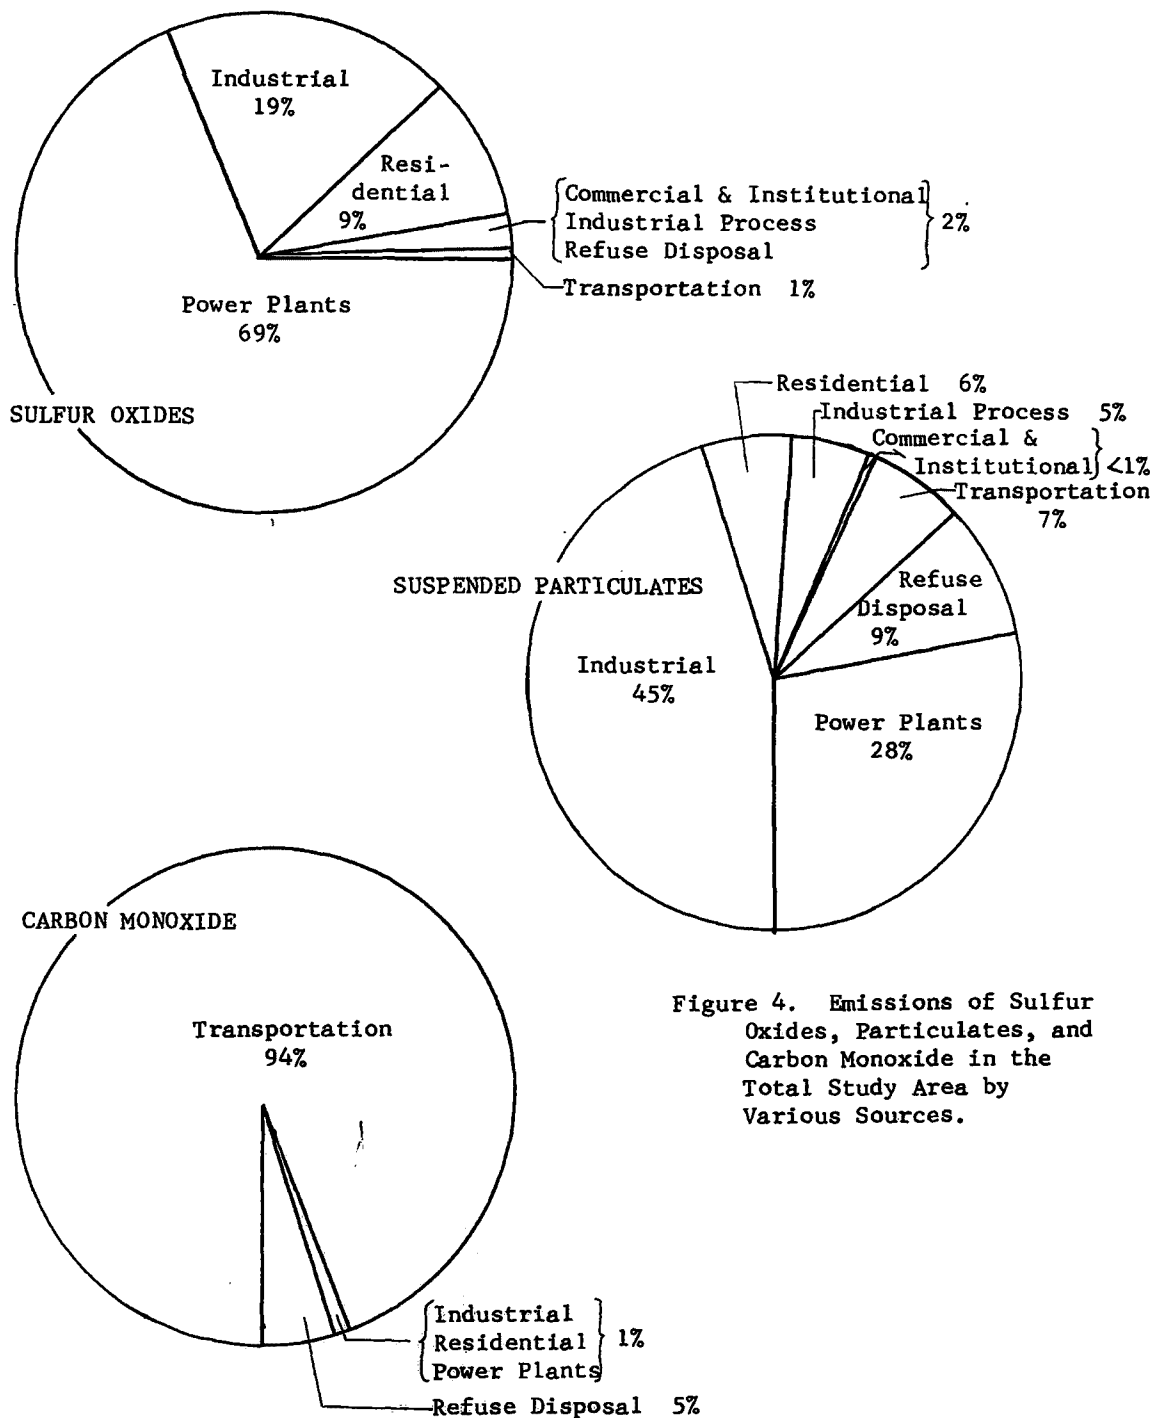 Industrial
19%
Resi-
dential
9%
Commercial & Institutional
Industrial Process
Refuse Disposal
2%
Transportation 1%
Power Plants
69%
SULFUR OXIDES
Residential 6%
Industrial Process 5%
Commercial &
Institutional <1%
Transportation
7%
SUSPENDED PARTICULATES
Refuse
Disposal
9%
Industrial
45%
Power Plants
28%
CARBON MONOXIDE
Transportation
94%
Figure 4. Emissions of Sulfur
Oxides, Particulates, and
Carbon Monoxide in the
Total Study Area by
Various Sources.
Industrial
Residential
Power Plants
1%
Refuse Disposal 5%